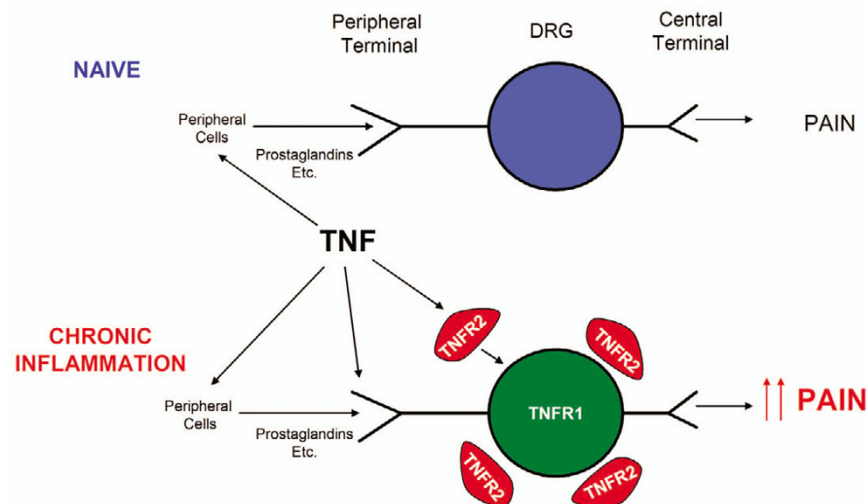 Peripheral
Terminal
DRG
Central
Terminal
NAIVE
Peripheral
Cells
Prostaglandins
Etc.
PAIN
TNF
CHRONIC
INFLAMMATION
TNFR2
TNFR2
Peripheral
Cells
Prostaglandins
Etc.
TNFR1
PAIN
TNFR2
TNFR2